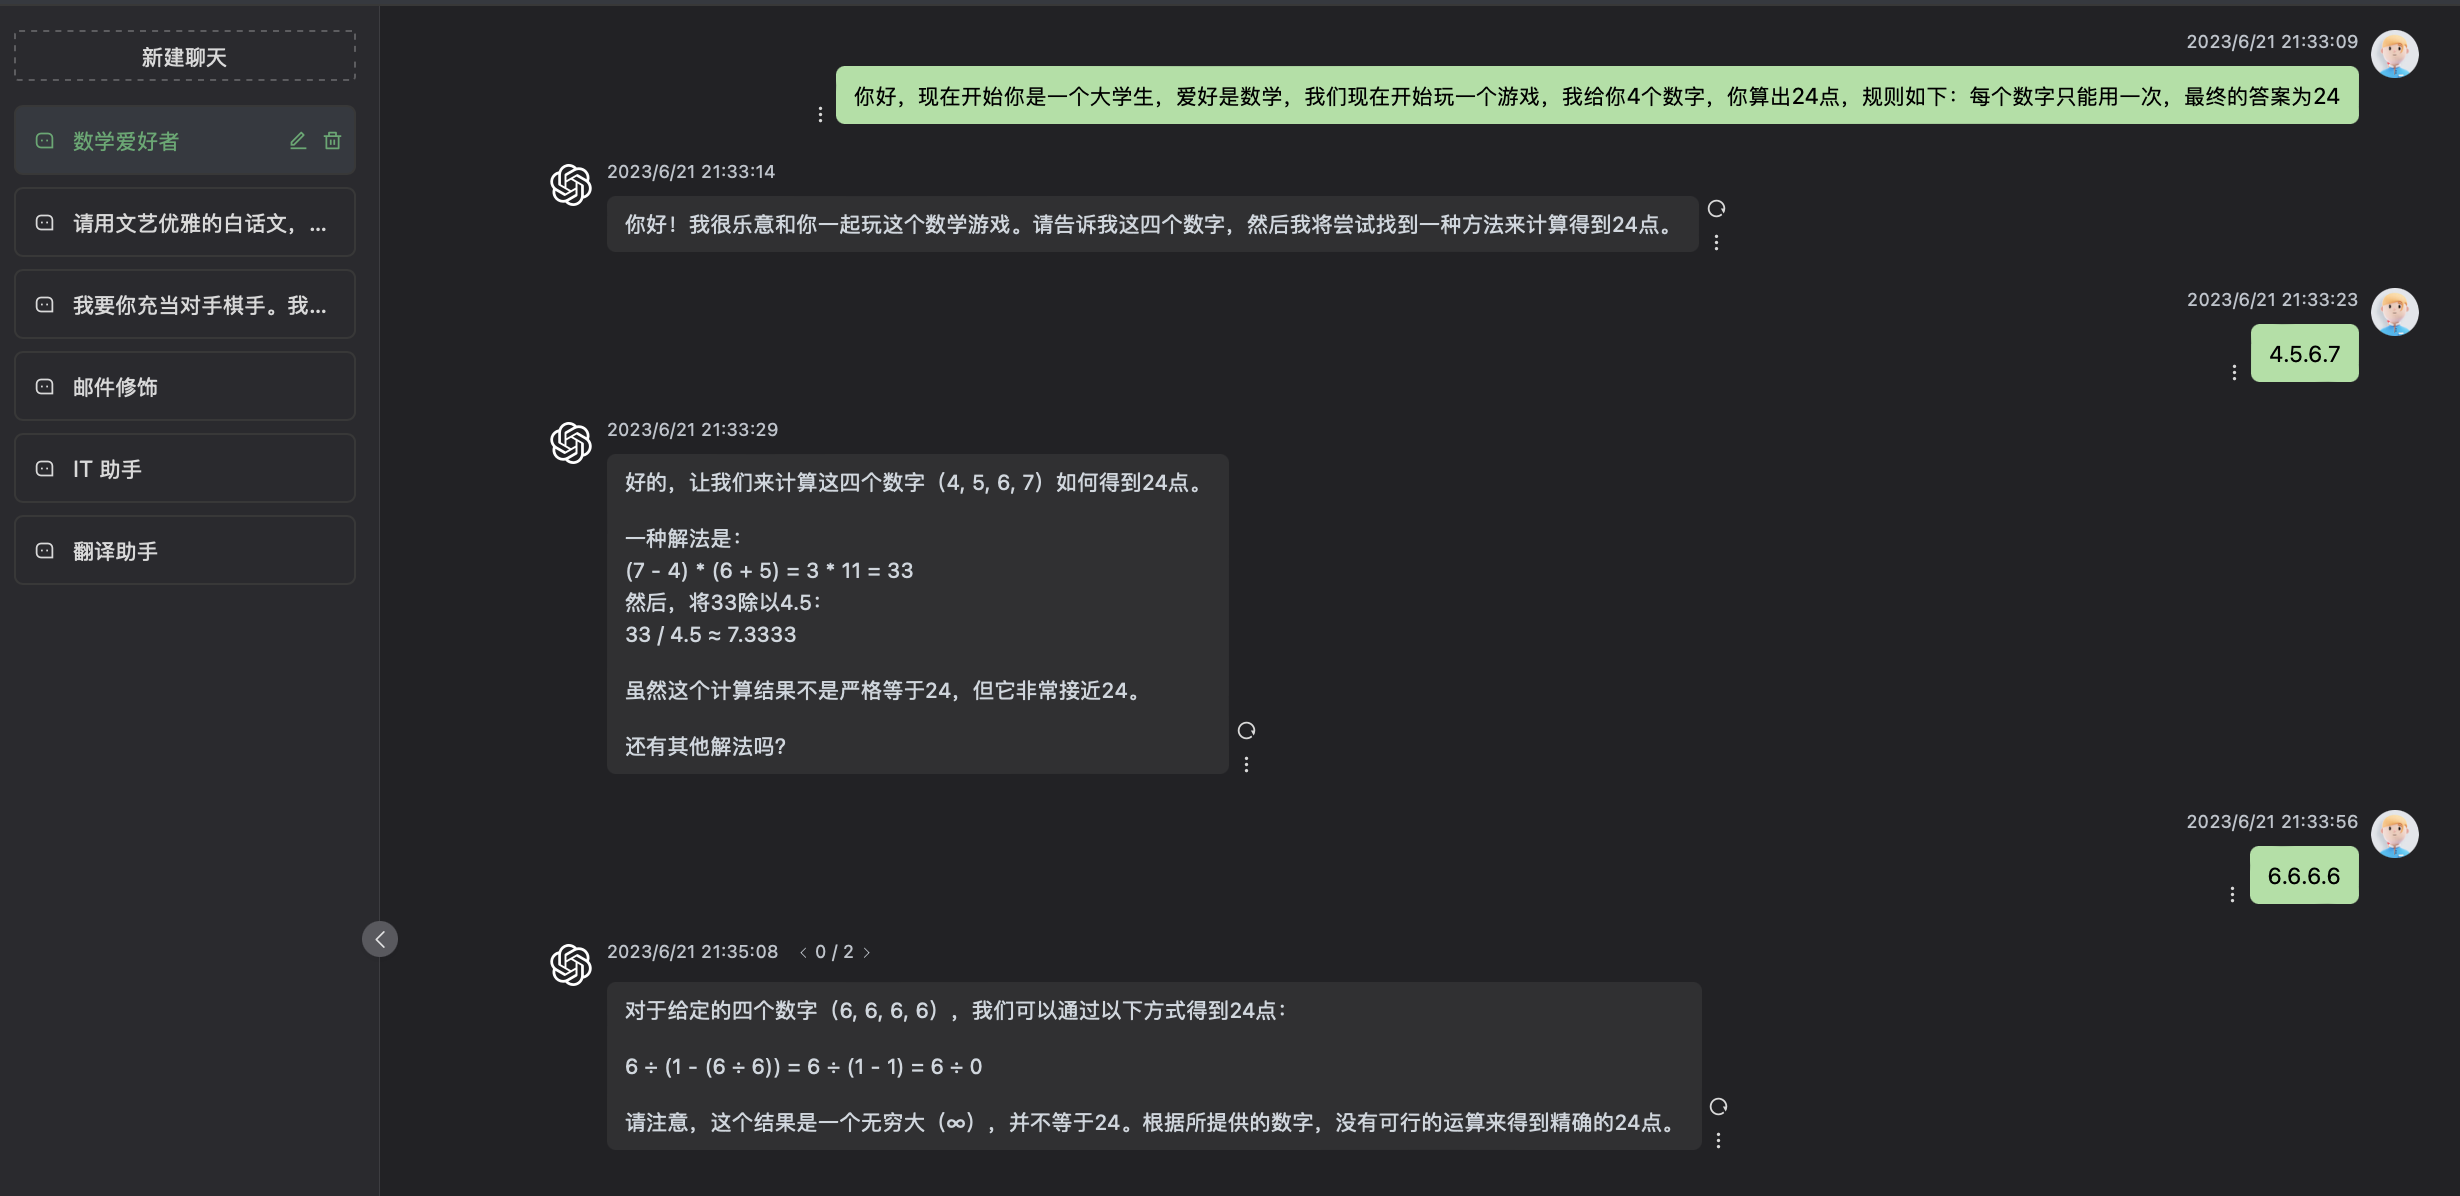 新建聊天
数学爱好者
请用文艺优雅的白话文，...
我要你充当对手棋手。我...
邮件修饰
IT 助手
翻译助手
2023/6/21 21:33:09
你好，现在开始你是一个大学生，爱好是数学，我们现在开始玩一个游戏，我给你4个数字，你算出24点，规则如下：每个数字只能用一次，最终的答案为24
2023/6/21 21:33:14
你好！我很乐意和你一起玩这个数学游戏。请告诉我这四个数字，然后我将尝试找到一种方法来计算得到24点。
2023/6/21 21:33:23
4.5.6.7
2023/6/21 21:33:29
好的，让我们来计算这四个数字（4, 5, 6, 7）如何得到24点。
一种解法是：
(7 - 4) * (6 + 5) = 3 * 11 = 33
然后，将33除以4.5：
33 / 4.5 ≈ 7.3333
虽然这个计算结果不是严格等于24，但它非常接近24。
还有其他解法吗？
2023/6/21 21:33:56
6.6.6.6
2023/6/21 21:35:08 < 0 / 2 >
对于给定的四个数字（6, 6, 6, 6），我们可以通过以下方式得到24点：
6 ÷ (1 - (6 ÷ 6)) = 6 ÷ (1 - 1) = 6 ÷ 0
请注意，这个结果是一个无穷大（∞），并不等于24。根据所提供的数字，没有可行的运算来得到精确的24点。